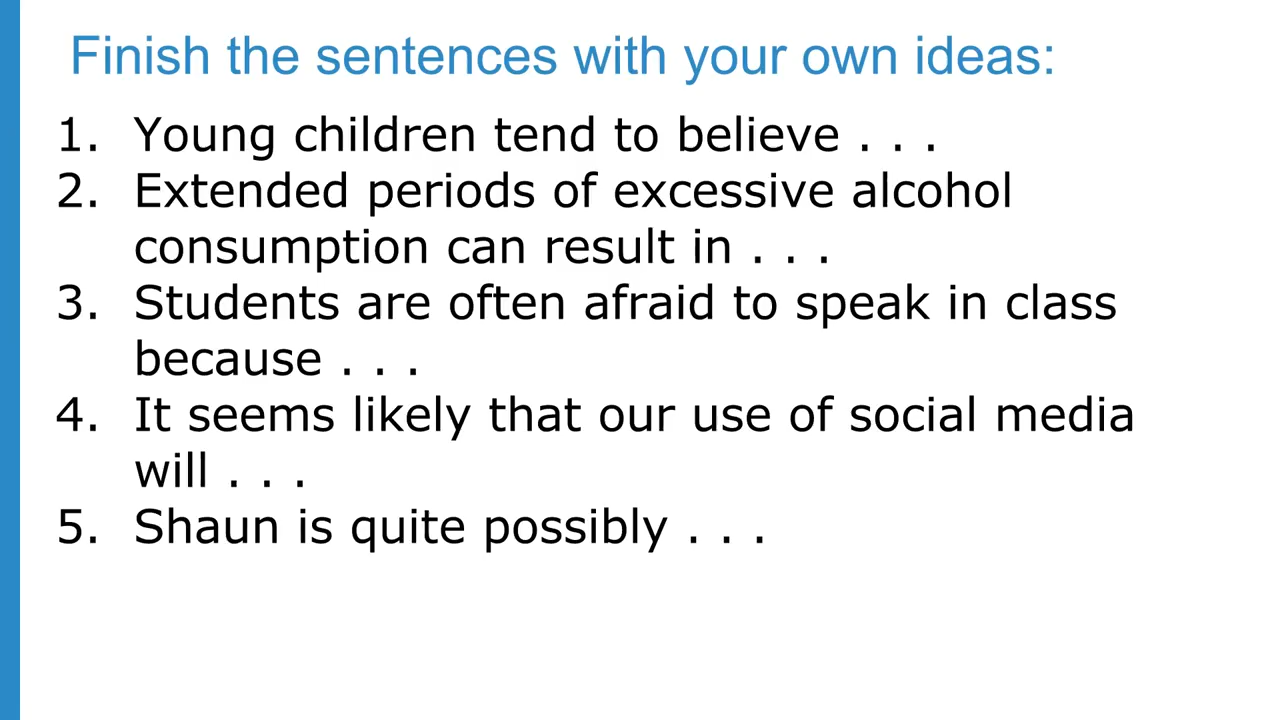 Finish the sentences with your own ideas:
1. Young children tend to believe . . .
2. Extended periods of excessive alcohol
consumption can result in . . .
3. Students are often afraid to speak in class
because . . .
4. It seems likely that our use of social media
will . . .
5. Shaun is quite possibly . . .